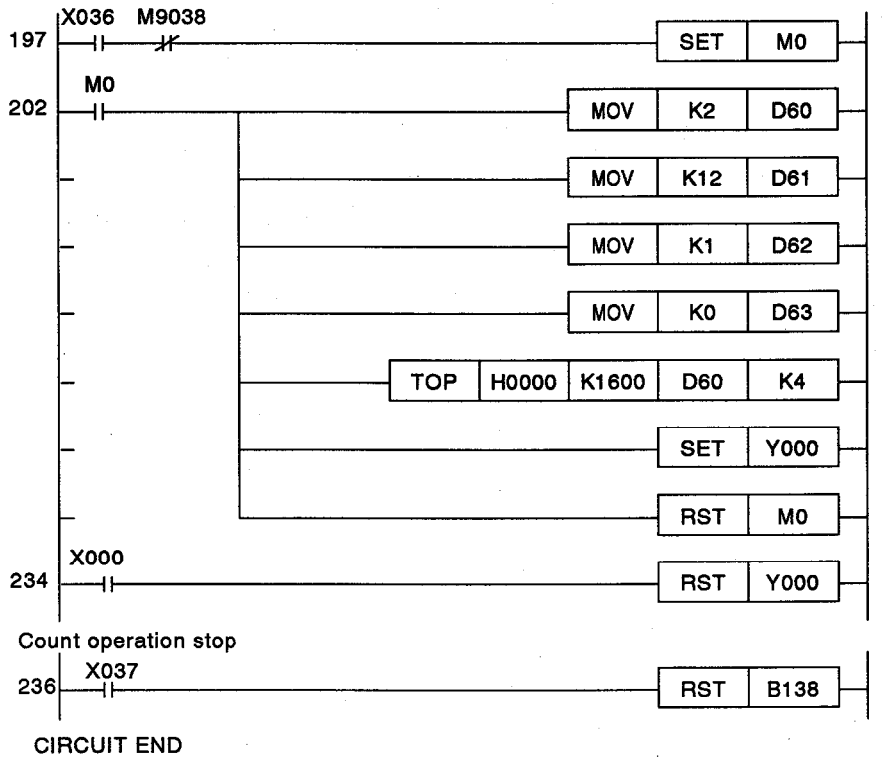 X036 M9038
197 SET M0
M0
202 MOV K2 D60
MOV K12 D61
MOV K1 D62
MOV K0 D63
TOP H0000 K1600 D60 K4
SET Y000
RST M0
X000
234 RST Y000
Count operation stop
X037
236 RST B138
CIRCUIT END